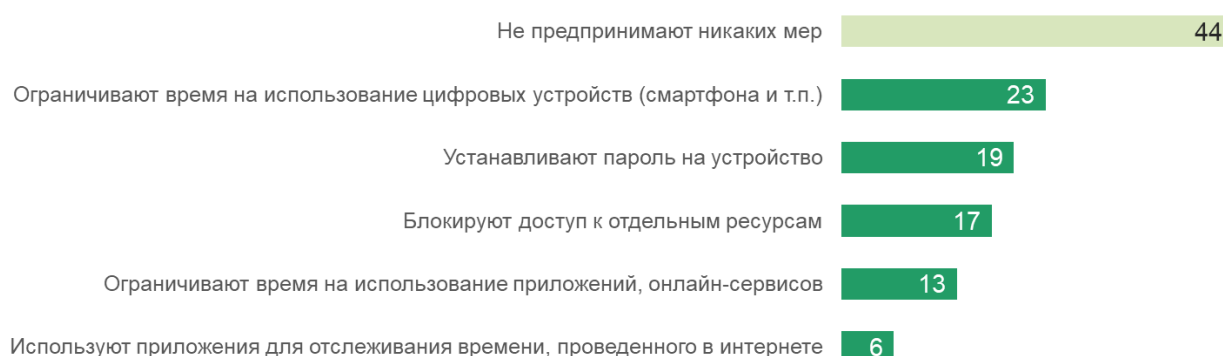 Не предпринимают никаких мер 44
Ограничивают время на использование цифровых устройств (смартфона и т.п.) 23
Устанавливают пароль на устройство 19
Блокируют доступ к отдельным ресурсам 17
Ограничивают время на использование приложений, онлайн-сервисов 13
Используют приложения для отслеживания времени, проведенного в интернете 6